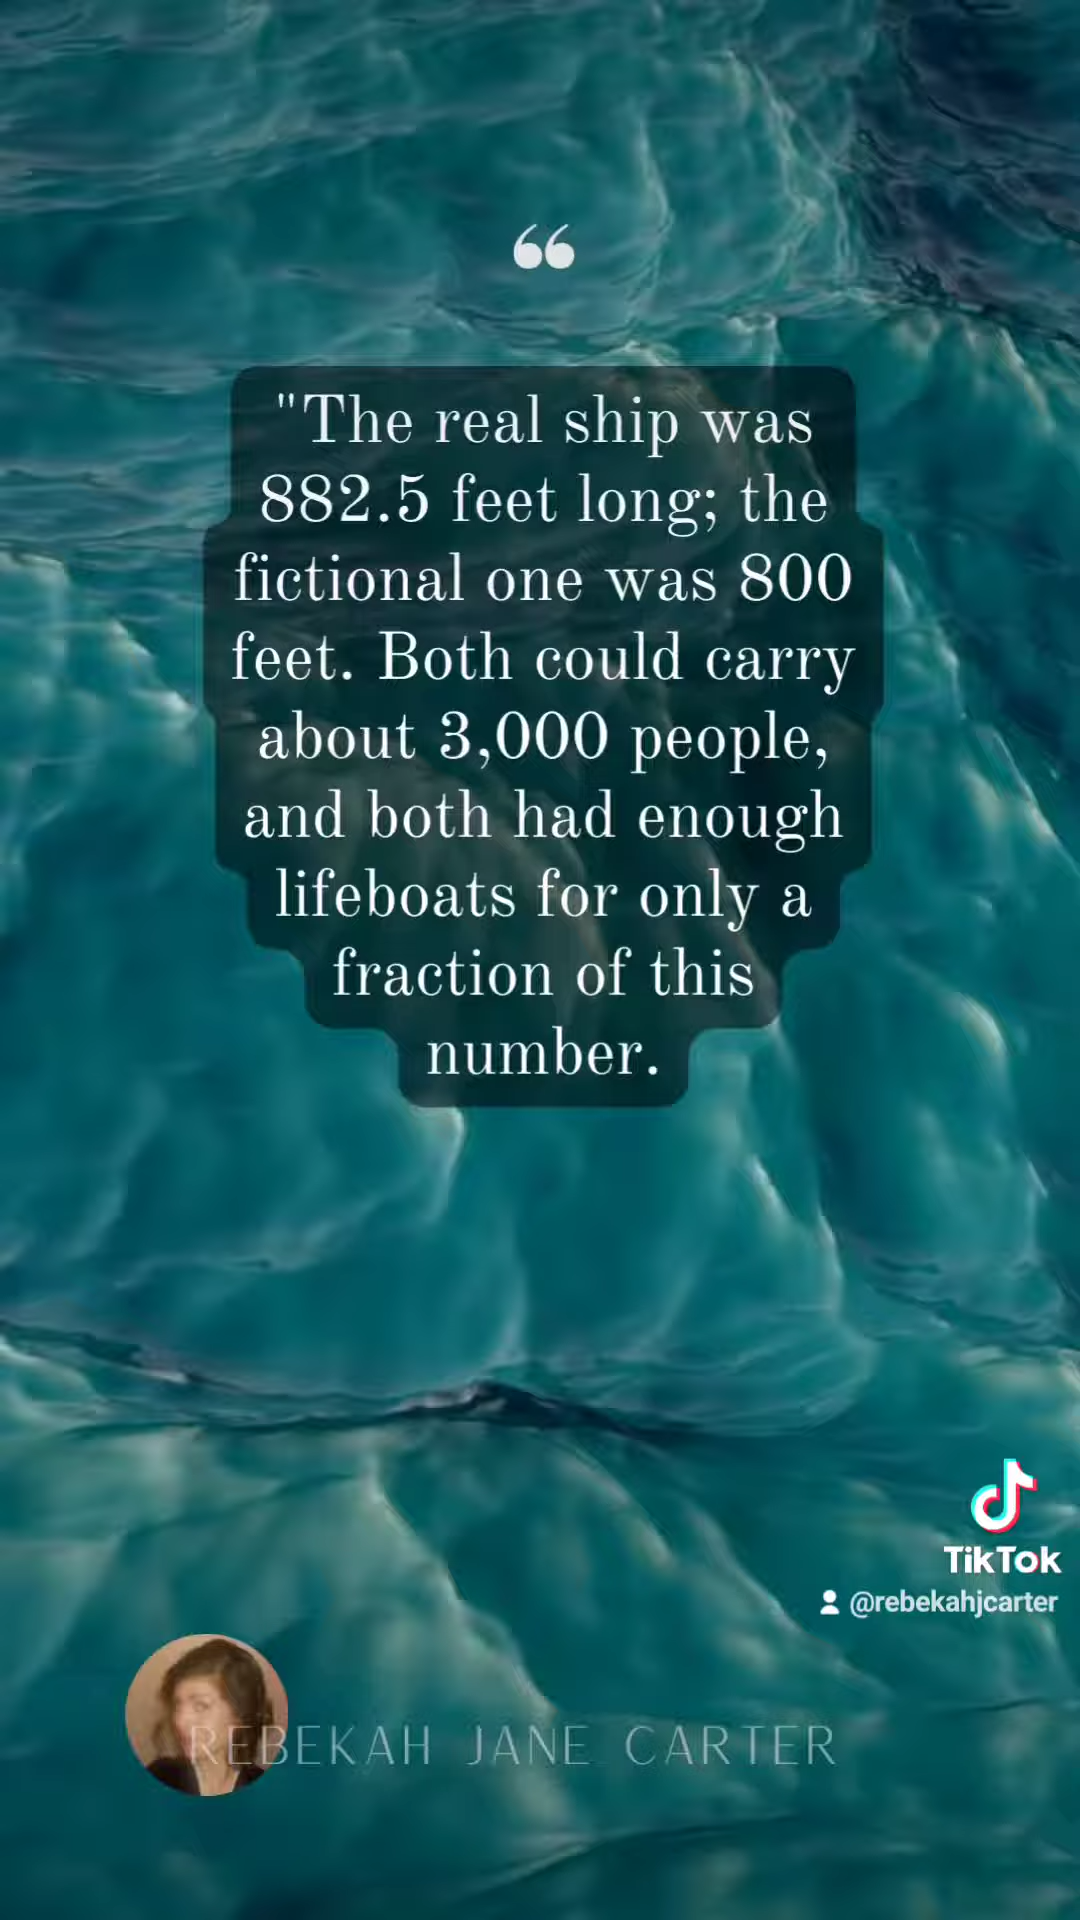 ❝
"The real ship was
882.5 feet long; the
fictional one was 800
feet. Both could carry
about 3,000 people,
and both had enough
lifeboats for only a
fraction of this
number.
TikTok
@rebekahjcarter
REBEKAH JANE CARTER